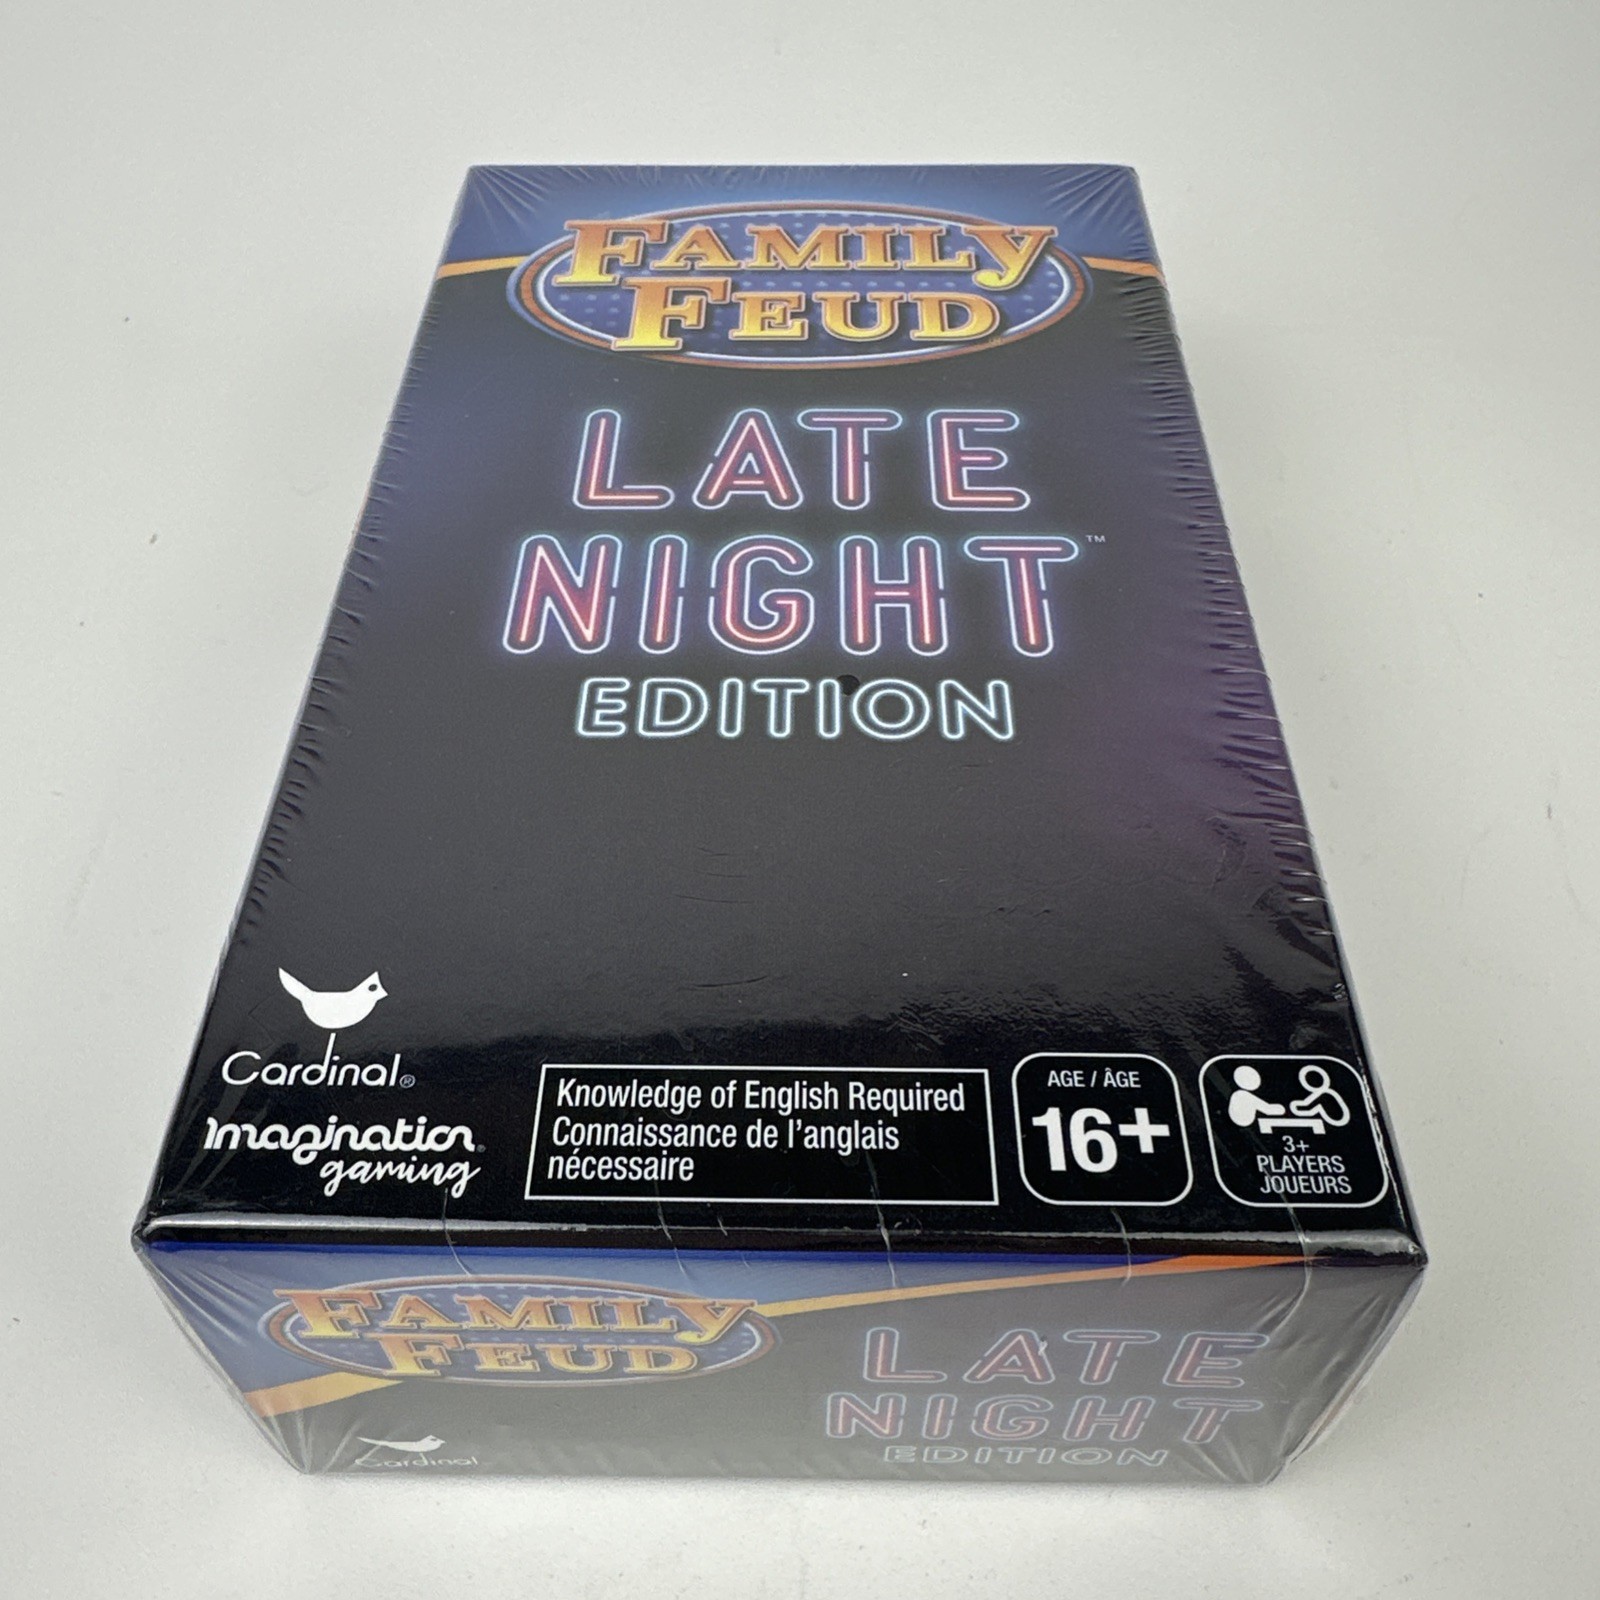 FAMILY
FEUD
LATE
NIGHT™
EDITION
Cardinal®
Imagination®
gaming
Knowledge of English Required
Connaissance de l'anglais
nécessaire
AGE / ÂGE
16+
3+
PLAYERS
JOUEURS
FAMILY
FEUD
LATE
NIGHT
EDITION
Cardinal